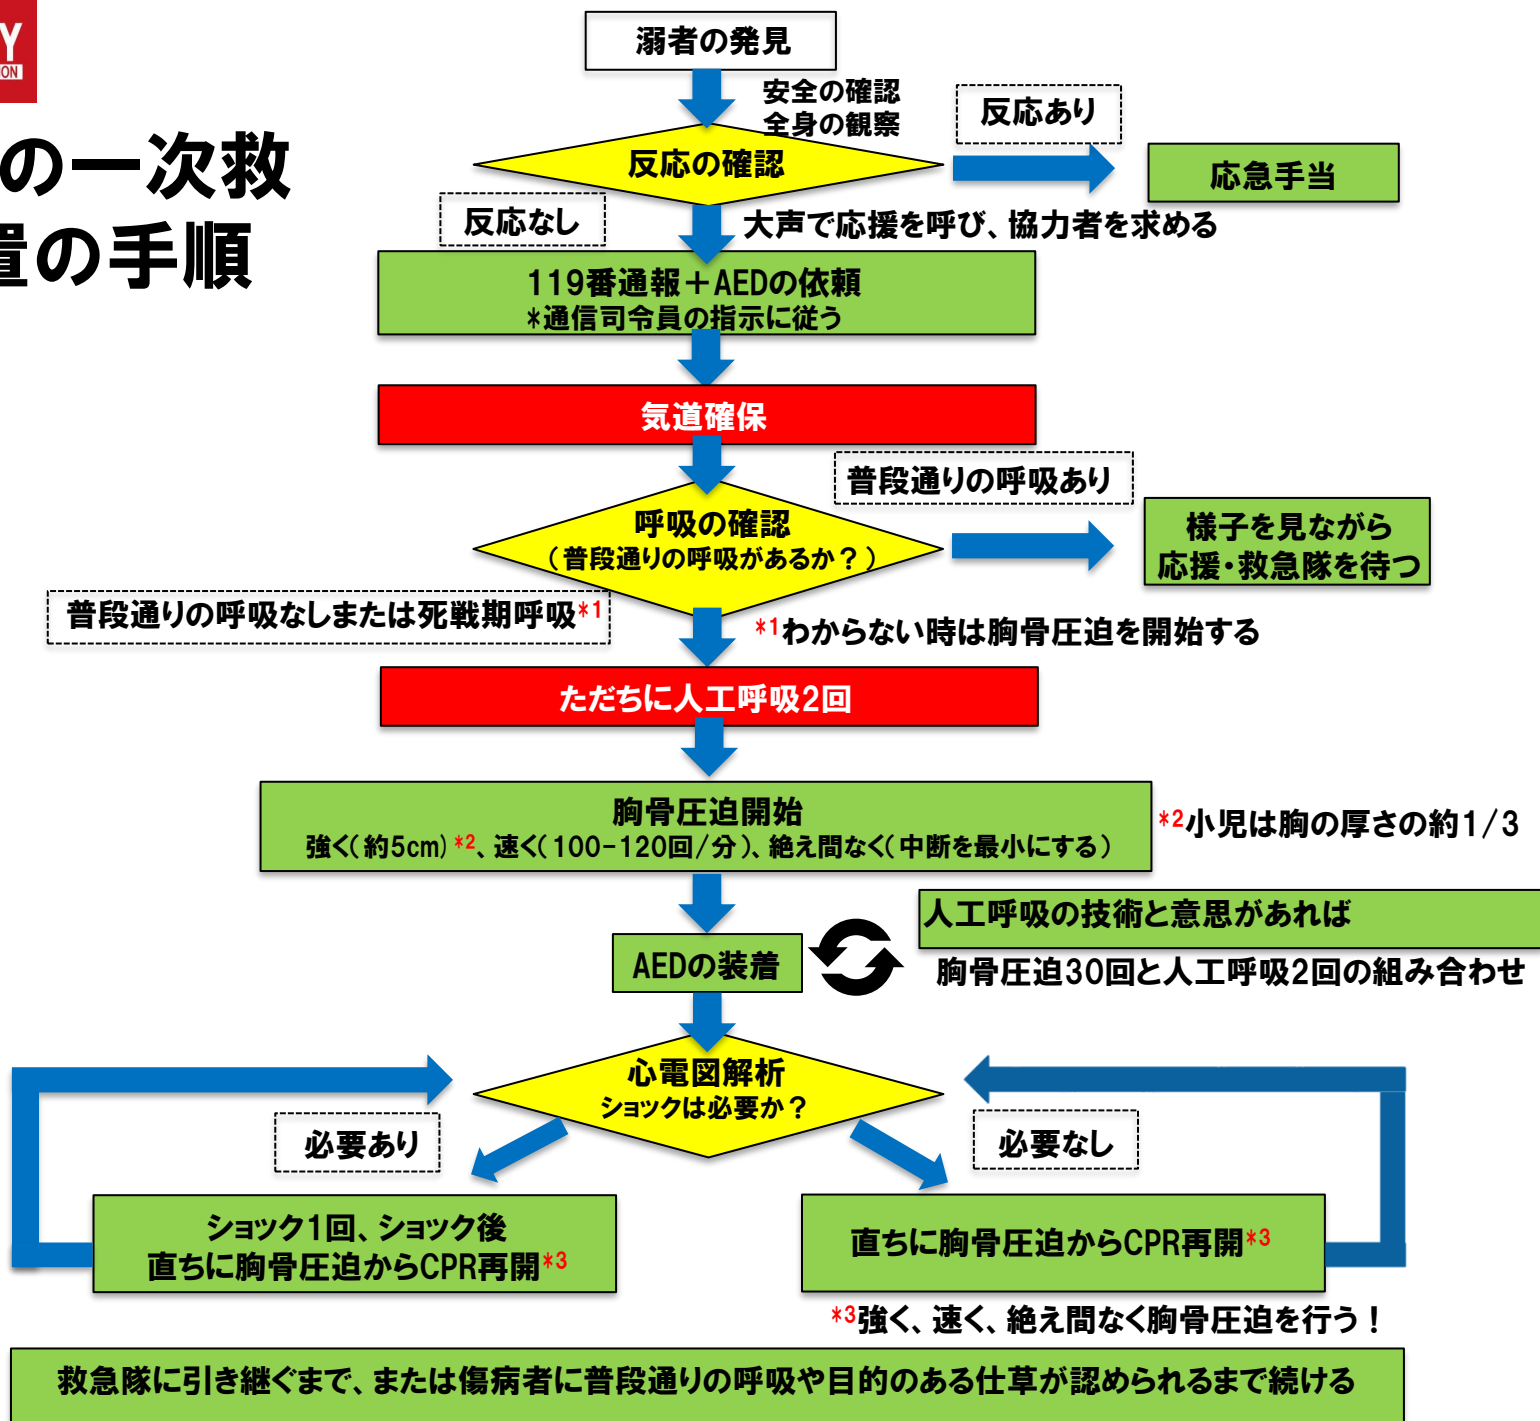 Y
ION
の一次救
置の手順
溺者の発見
安全の確認
全身の観察
反応あり
反応の確認
応急手当
反応なし
大声で応援を呼び、協力者を求める
119番通報＋AEDの依頼
*通信司令員の指示に従う
気道確保
普段通りの呼吸あり
呼吸の確認
（普段通りの呼吸があるか？）
様子を見ながら
応援・救急隊を待つ
普段通りの呼吸なしまたは死戦期呼吸*1
*1わからない時は胸骨圧迫を開始する
ただちに人工呼吸2回
胸骨圧迫開始
強く（約5cm）*2、速く（100-120回/分）、絶え間なく（中断を最小にする）
*2小児は胸の厚さの約1/3
人工呼吸の技術と意思があれば
AEDの装着
胸骨圧迫30回と人工呼吸2回の組み合わせ
心電図解析
ショックは必要か？
必要あり
必要なし
ショック1回、ショック後
直ちに胸骨圧迫からCPR再開*3
直ちに胸骨圧迫からCPR再開*3
*3強く、速く、絶え間なく胸骨圧迫を行う！
救急隊に引き継ぐまで、または傷病者に普段通りの呼吸や目的のある仕草が認められるまで続ける